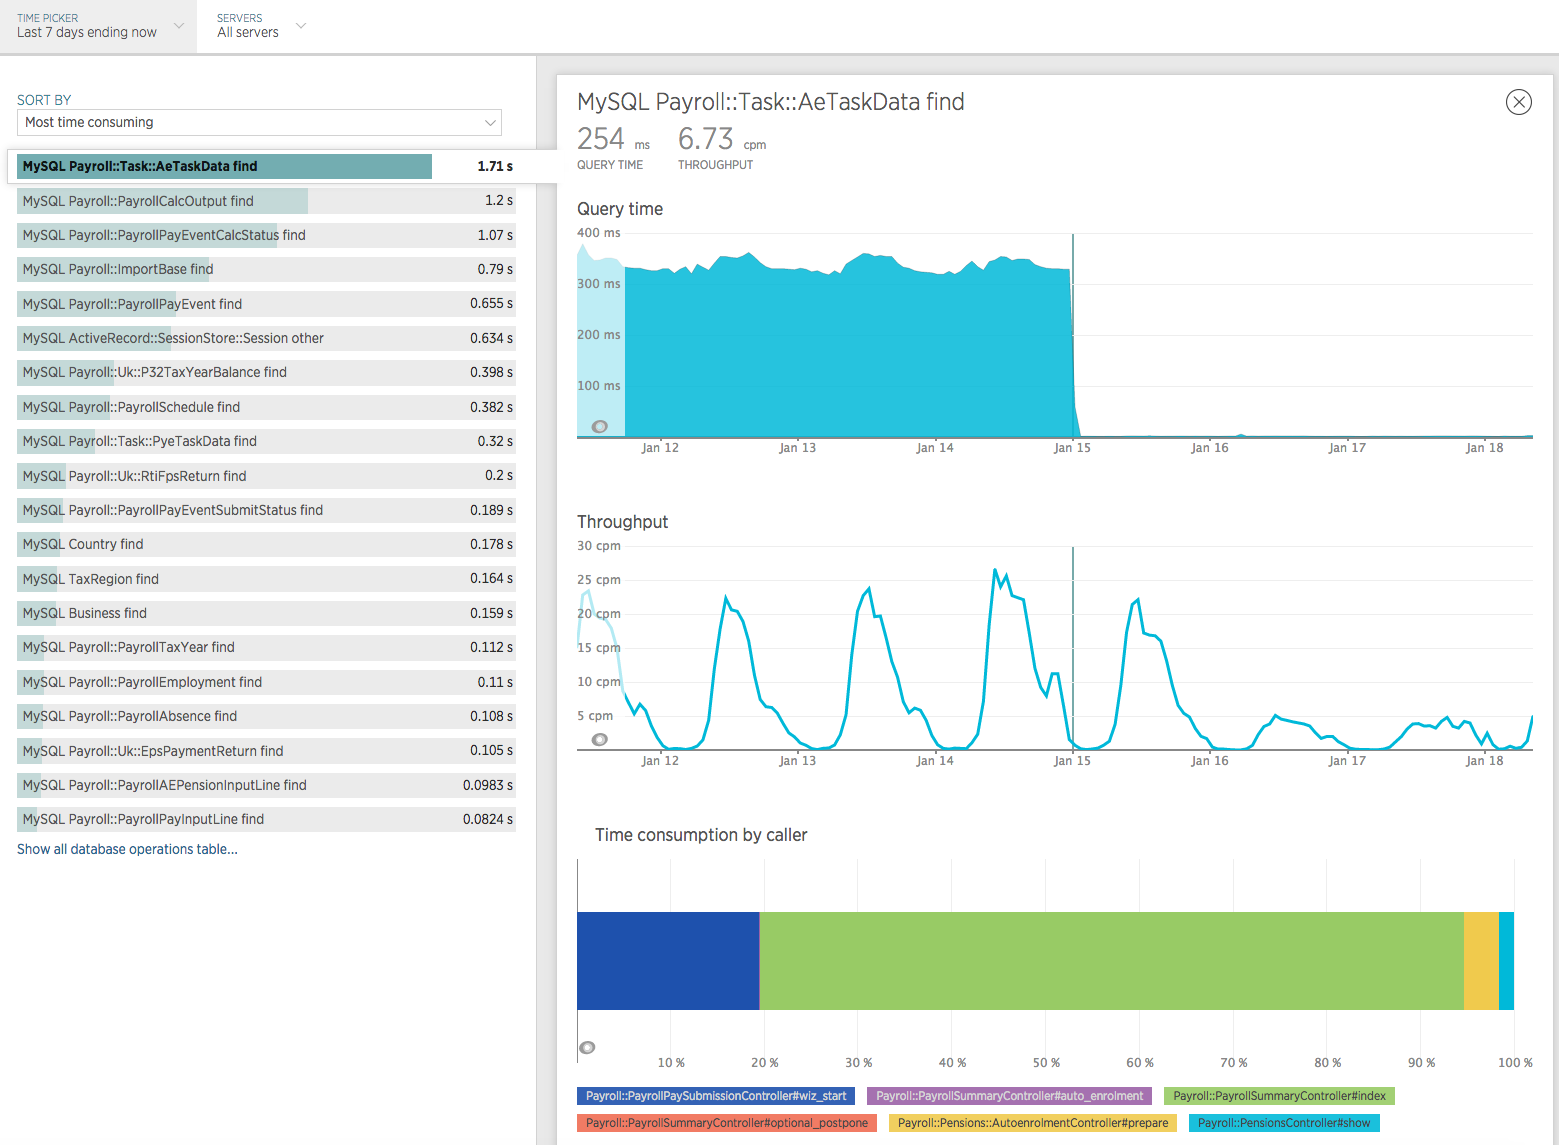 TIME PICKER
Last 7 days ending now
SERVERS
All servers
SORT BY
Most time consuming
MySQL Payroll::Task::AeTaskData find 1.71 s
MySQL Payroll::PayrollCalcOutput find 1.2 s
MySQL Payroll::PayrollPayEventCalcStatus find 1.07 s
MySQL Payroll::ImportBase find 0.79 s
MySQL Payroll::PayrollPayEvent find 0.655 s
MySQL ActiveRecord::SessionStore::Session other 0.634 s
MySQL Payroll::Uk::P32TaxYearBalance find 0.398 s
MySQL Payroll::PayrollSchedule find 0.382 s
MySQL Payroll::Task::PyeTaskData find 0.32 s
MySQL Payroll::Uk::RtiFpsReturn find 0.2 s
MySQL Payroll::PayrollPayEventSubmitStatus find 0.189 s
MySQL Country find 0.178 s
MySQL TaxRegion find 0.164 s
MySQL Business find 0.159 s
MySQL Payroll::PayrollTaxYear find 0.112 s
MySQL Payroll::PayrollEmployment find 0.11 s
MySQL Payroll::PayrollAbsence find 0.108 s
MySQL Payroll::Uk::EpsPaymentReturn find 0.105 s
MySQL Payroll::PayrollAEPensionInputLine find 0.0983 s
MySQL Payroll::PayrollPayInputLine find 0.0824 s
Show all database operations table...
MySQL Payroll::Task::AeTaskData find
254 ms 6.73 cpm
QUERY TIME THROUGHPUT
Query time
400 ms
300 ms
200 ms
100 ms
Jan 12 Jan 13 Jan 14 Jan 15 Jan 16 Jan 17 Jan 18
Throughput
30 cpm
25 cpm
20 cpm
15 cpm
10 cpm
5 cpm
Jan 12 Jan 13 Jan 14 Jan 15 Jan 16 Jan 17 Jan 18
Time consumption by caller
10 % 20 % 30 % 40 % 50 % 60 % 70 % 80 % 90 % 100 %
Payroll::PayrollPaySubmissionController#wiz_start Payroll::PayrollSummaryController#auto_enrolment Payroll::PayrollSummaryController#index
Payroll::PayrollSummaryController#optional_postpone Payroll::Pensions::AutoenrolmentController#prepare Payroll::PensionsController#show